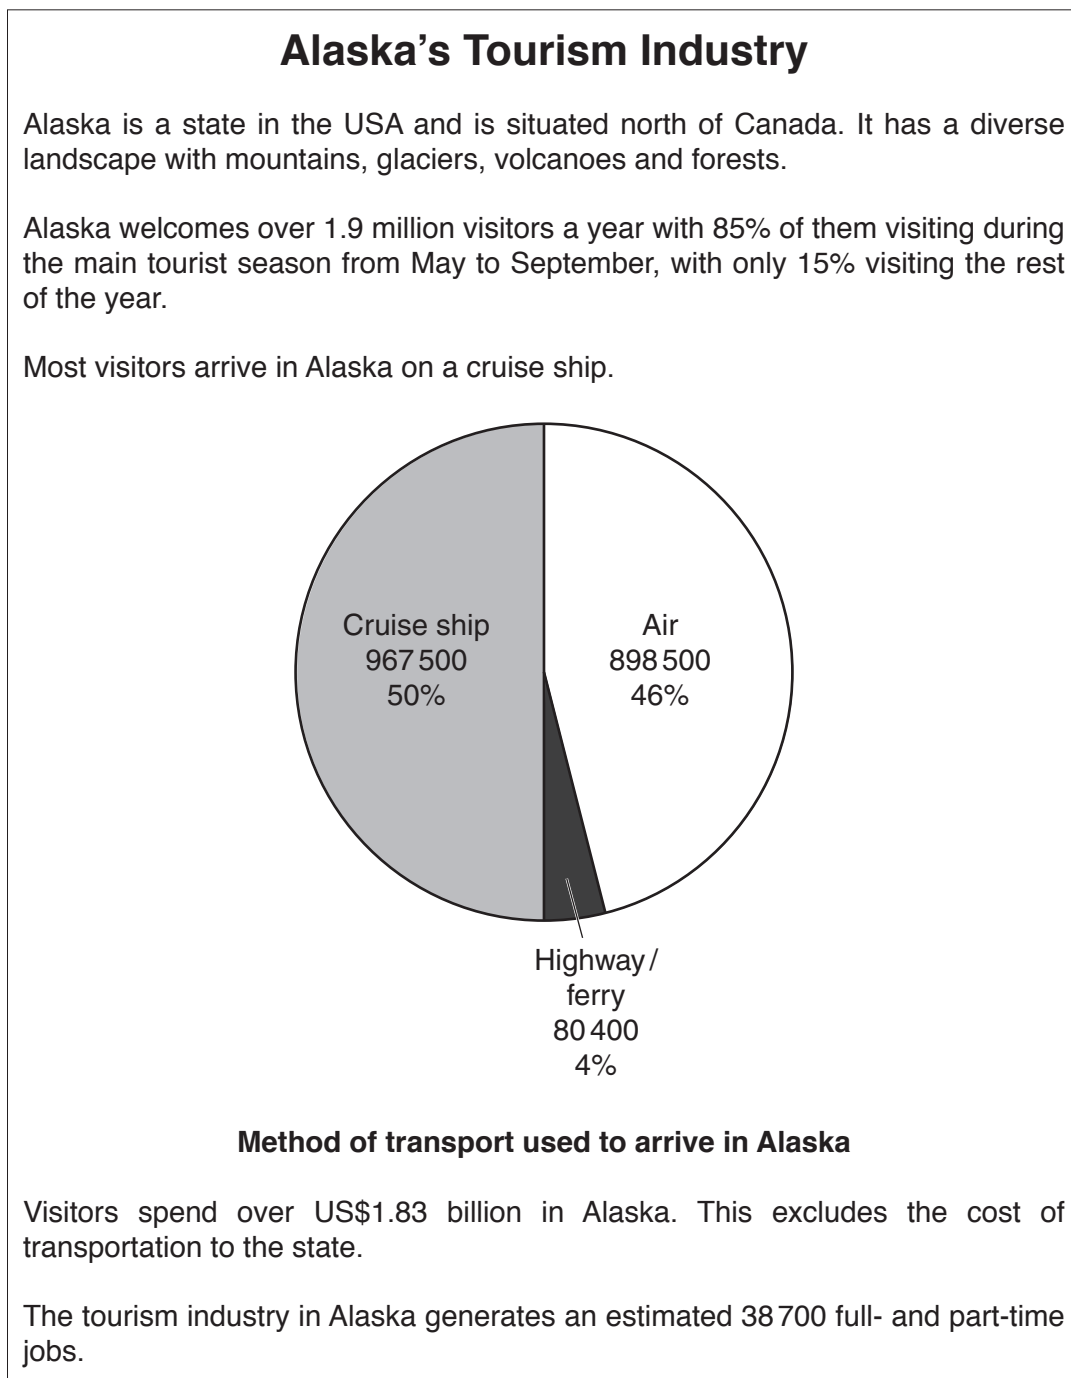 Alaska's Tourism Industry
Alaska is a state in the USA and is situated north of Canada. It has a diverse
landscape with mountains, glaciers, volcanoes and forests.
Alaska welcomes over 1.9 million visitors a year with 85% of them visiting during
the main tourist season from May to September, with only 15% visiting the rest
of the year.
Most visitors arrive in Alaska on a cruise ship.
Cruise ship
967 500
50%
Air
898 500
46%
Highway /
ferry
80 400
4%
Method of transport used to arrive in Alaska
Visitors spend over US$1.83 billion in Alaska. This excludes the cost of
transportation to the state.
The tourism industry in Alaska generates an estimated 38 700 full- and part-time
jobs.